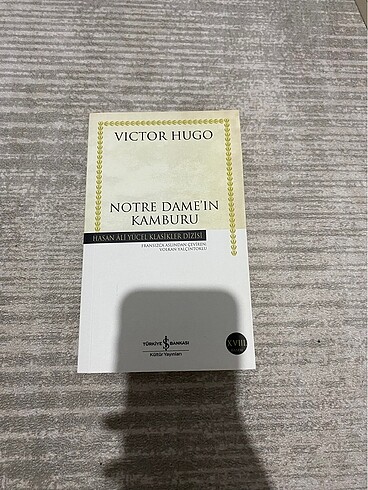 VICTOR HUGO
NOTRE DAME'IN
KAMBURU
HASAN ÂLİ YÜCEL KLASİKLER DİZİSİ
FRANSIZCA ASLINDAN ÇEVİREN:
VOLKAN YALÇINTOKLU
TÜRKİYE İŞ BANKASI
Kültür Yayınları
XVIII